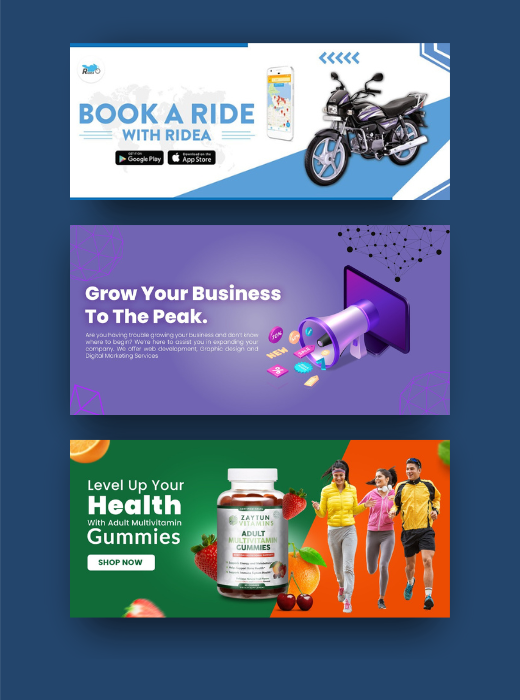 BOOK A RIDE
WITH RIDEA
GET IT ON
Google Play
Download on the
App Store
Grow Your Business
To The Peak.
Are you having trouble growing your business and don't know
where to begin? We're here to assist you in expanding your
company. We offer web development, Graphic design and
Digital Marketing Services
NEW
Level Up Your
Health
With Adult Multivitamin
Gummies
SHOP NOW
ZAYTUN
VITAMINS
ADULT
MULTIVITAMIN
GUMMIES